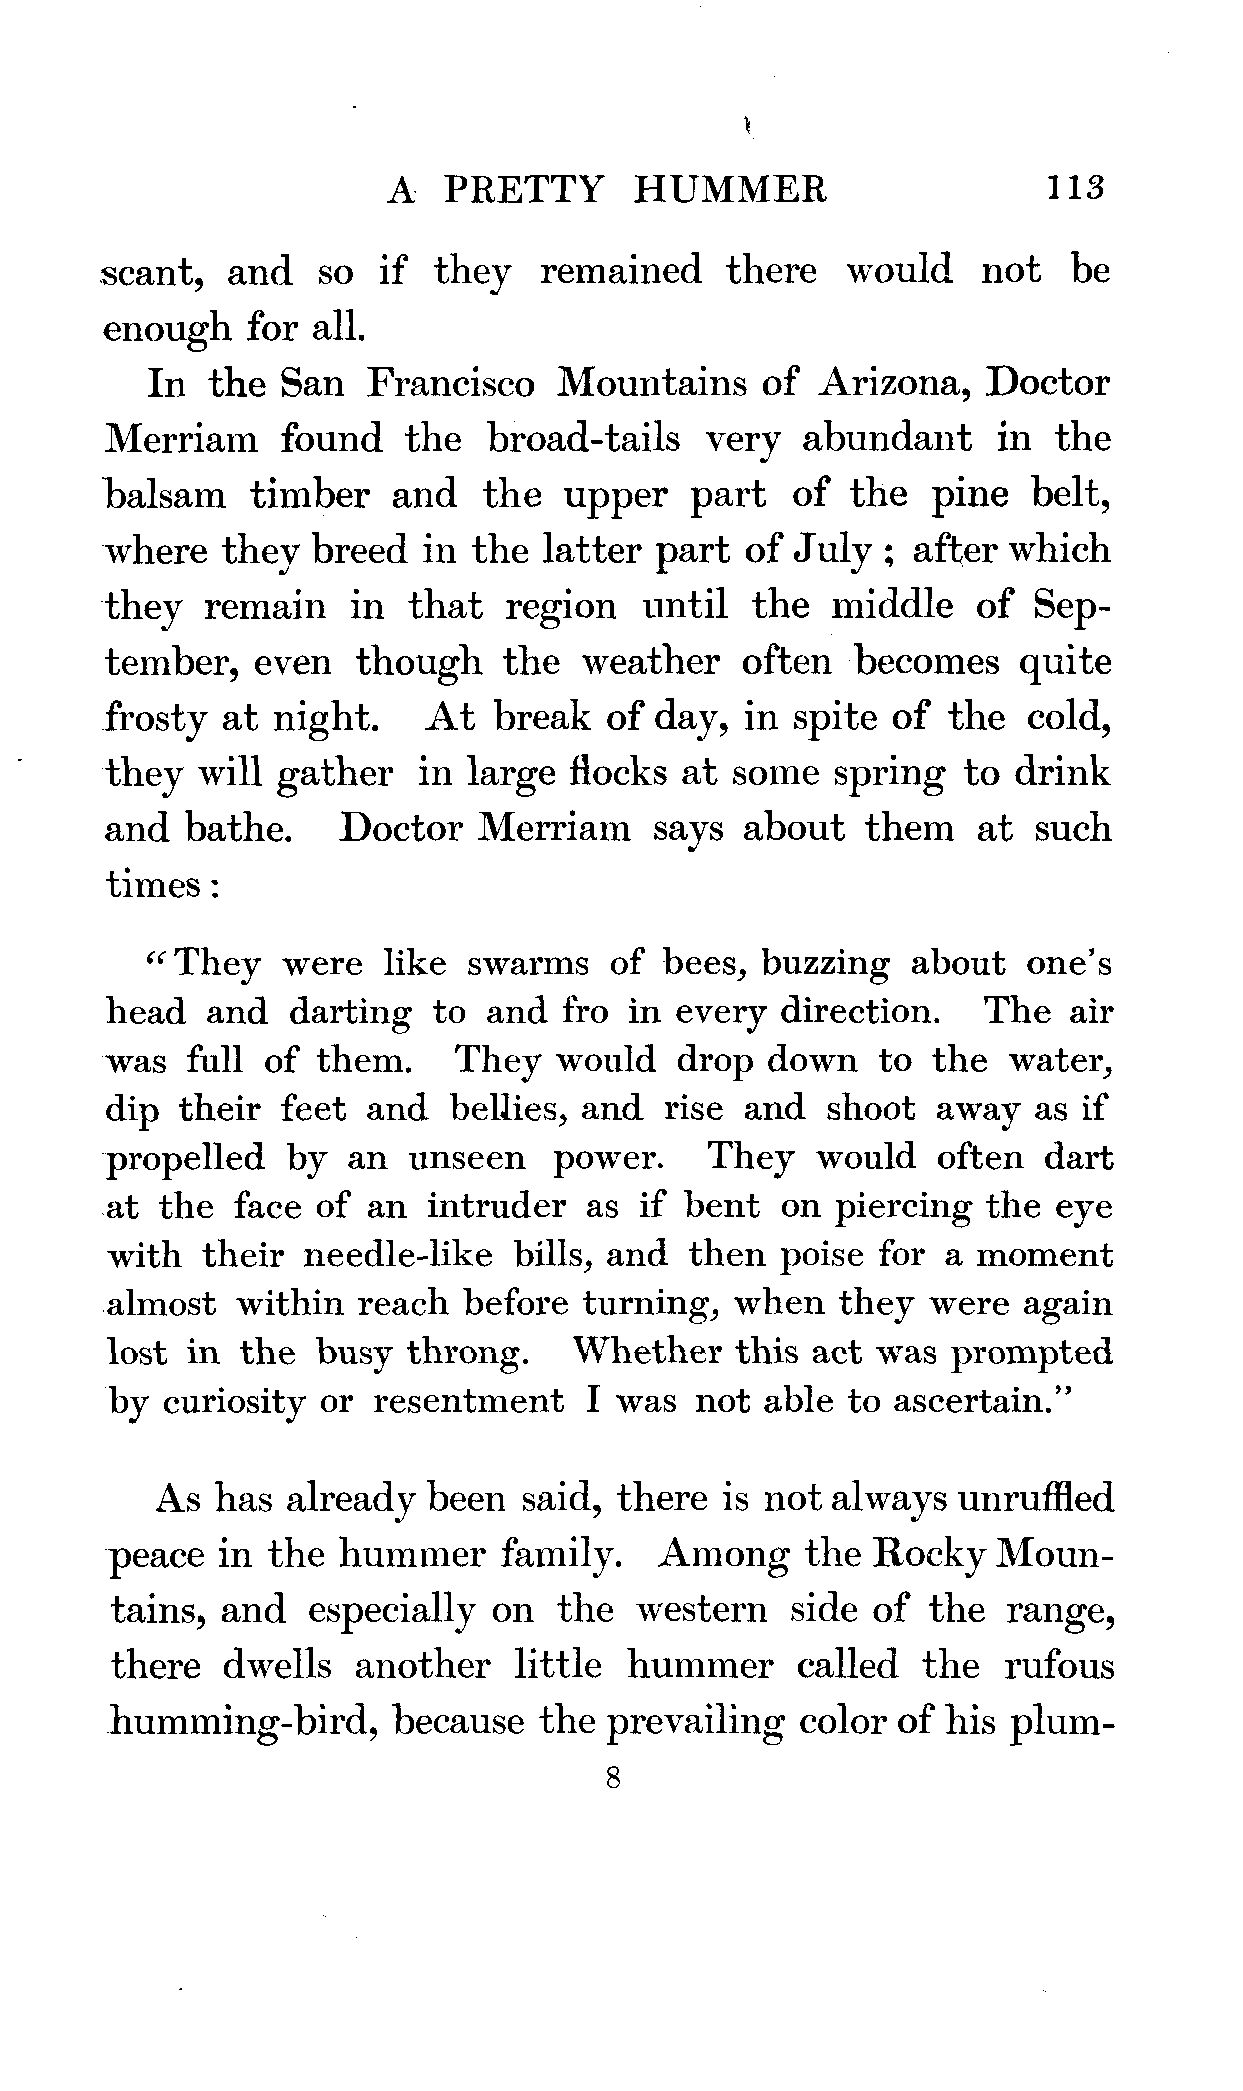 A PRETTY HUMMER 113
scant, and so if they remained there would not be
enough for all.
In the San Francisco Mountains of Arizona, Doctor
Merriam found the broad-tails very abundant in the
balsam timber and the upper part of the pine belt,
where they breed in the latter part of July ; after which
they remain in that region until the middle of Sep-
tember, even though the weather often becomes quite
frosty at night. At break of day, in spite of the cold,
they will gather in large flocks at some spring to drink
and bathe. Doctor Merriam says about them at such
times :
“ They were like swarms of bees, buzzing about one’s
head and darting to and fro in every direction. The air
was full of them. They would drop down to the water,
dip their feet and bellies, and rise and shoot away as if
propelled by an unseen power. They would often dart
at the face of an intruder as if bent on piercing the eye
with their needle-like bills, and then poise for a moment
almost within reach before turning, when they were again
lost in the busy throng. Whether this act was prompted
by curiosity or resentment I was not able to ascertain.”
As has already been said, there is not always unruffled
peace in the hummer family. Among the Rocky Moun-
tains, and especially on the western side of the range,
there dwells another little hummer called the rufous
humming-bird, because the prevailing color of his plum-
8